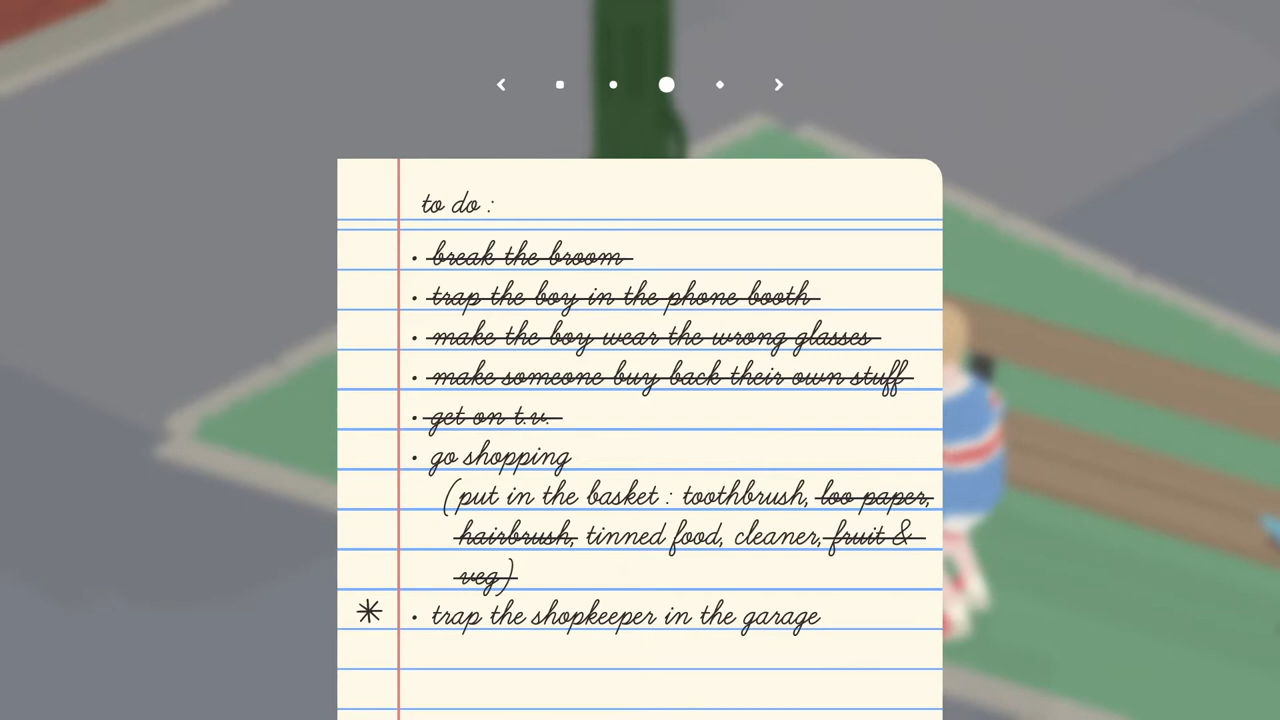 to do :
• break the broom
• trap the boy in the phone booth
• make the boy wear the wrong glasses
• make someone buy back their own stuff
• get on t.v.
• go shopping
(put in the basket : toothbrush, loo paper,
hairbrush, tinned food, cleaner, fruit &
veg)
• trap the shopkeeper in the garage